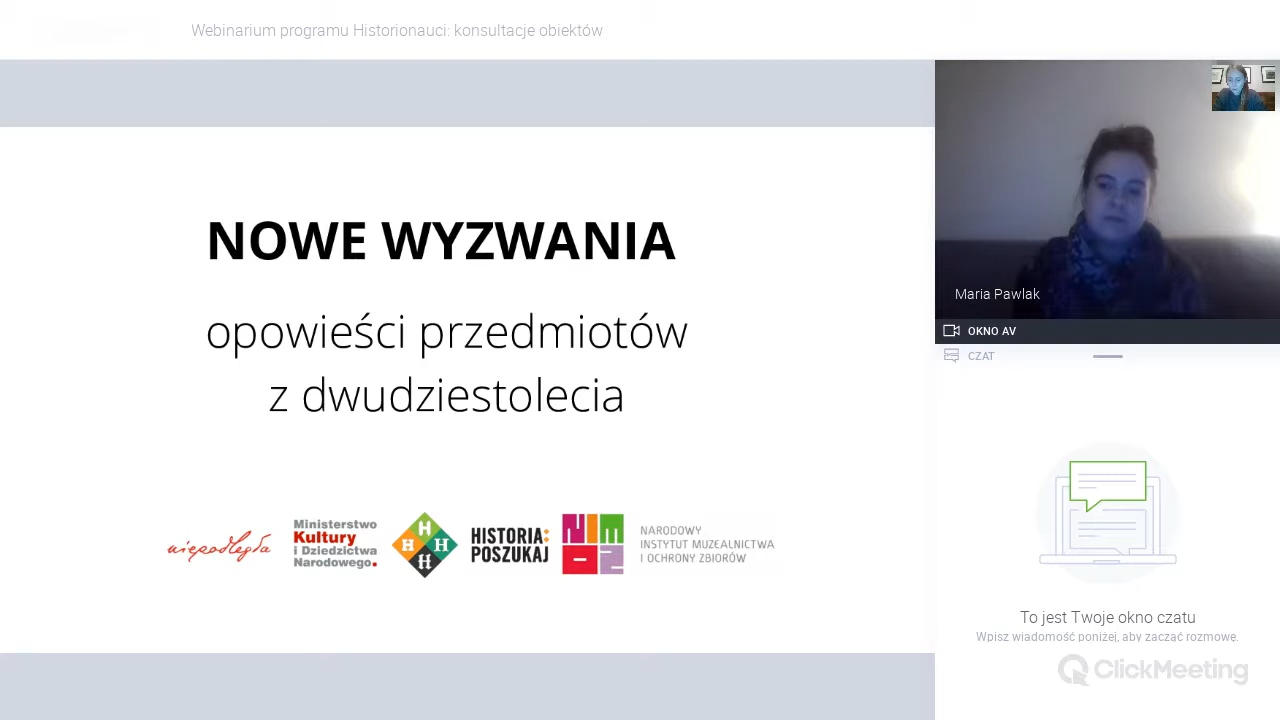 Webinarium programu Historionauci: konsultacje obiektów
NOWE WYZWANIA
opowieści przedmiotów
z dwudziestolecia
niepodległa
Ministerstwo
Kultury
i Dziedzictwa
Narodowego.
H
H H
H
HISTORIA:
POSZUKAJ
NIM
OZ
NARODOWY
INSTYTUT MUZEALNICTWA
I OCHRONY ZBIORÓW
Maria Pawlak
OKNO AV
CZAT
To jest Twoje okno czatu
Wpisz wiadomość poniżej, aby zacząć rozmowę.
ClickMeeting